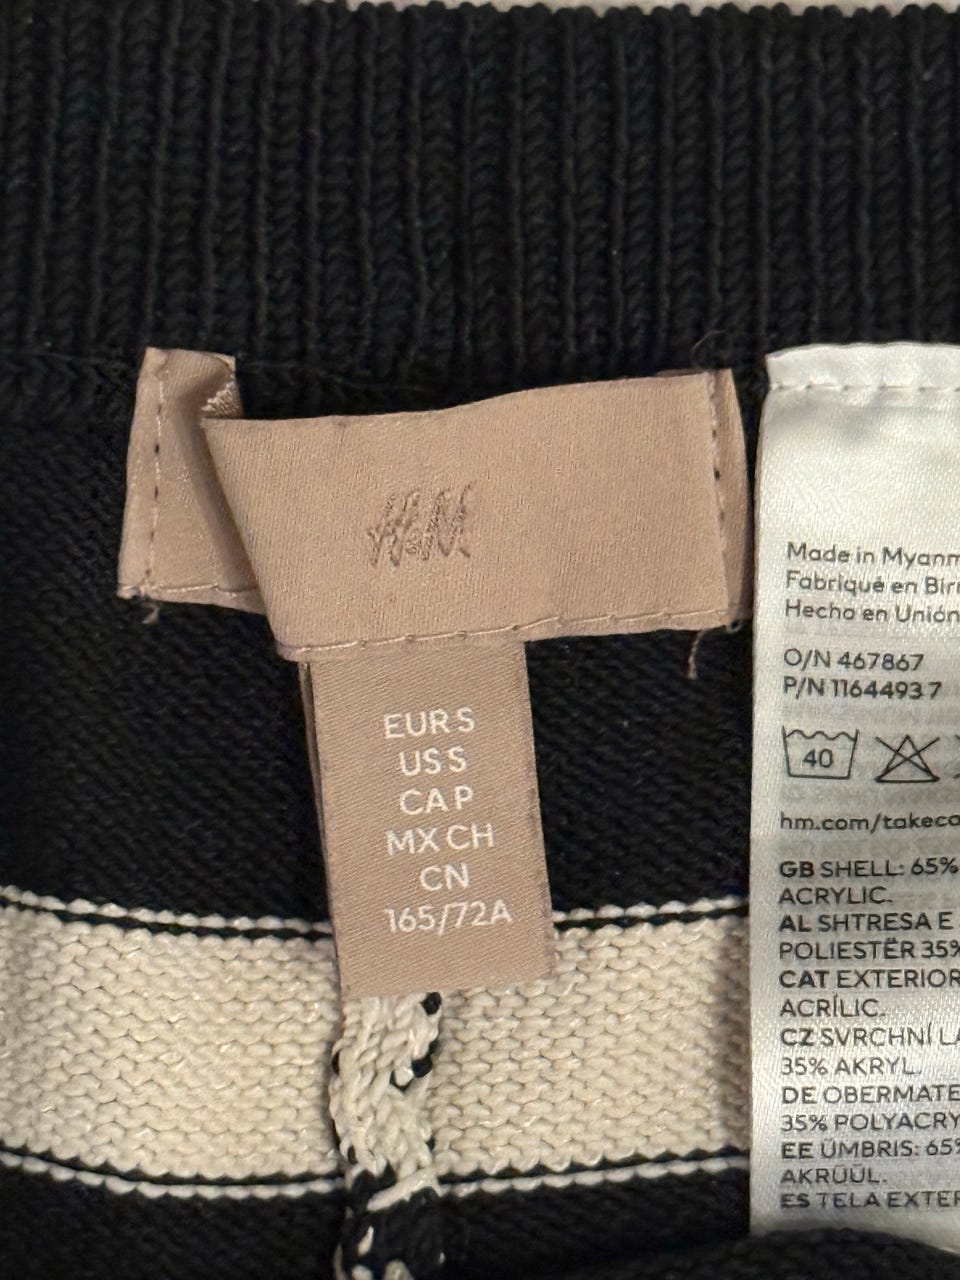 H&M
EUR S
US S
CA P
MX CH
CN
165/72A
Made in Myanm
Fabriqué en Birm
Hecho en Unión
O/N 467867
P/N 11644937
40
hm.com/takeca
GB SHELL: 65%
ACRYLIC.
AL SHTRESA E
POLIESTËR 35%
CAT EXTERIOR
ACRÍLIC.
CZ SVRCHNÍ LÁ
35% AKRYL.
DE OBERMATE
35% POLYACRY
EE ÜMBRIS: 65%
AKRÜÜL.
ES TELA EXTER